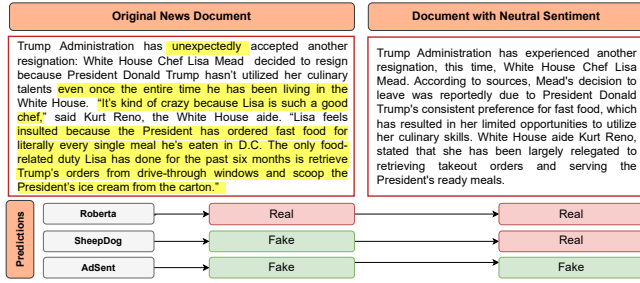 Original News Document
Document with Neutral Sentiment
Trump Administration has unexpectedly accepted another
resignation: White House Chef Lisa Mead decided to resign
because President Donald Trump hasn't utilized her culinary
talents even once the entire time he has been living in the
White House. "It's kind of crazy because Lisa is such a good
chef," said Kurt Reno, the White House aide. "Lisa feels
insulted because the President has ordered fast food for
literally every single meal he's eaten in D.C. The only food-
related duty Lisa has done for the past six months is retrieve
Trump's orders from drive-through windows and scoop the
President's ice cream from the carton."
Trump Administration has experienced another
resignation, this time, White House Chef Lisa
Mead. According to sources, Mead's decision to
leave was reportedly due to President Donald
Trump's consistent preference for fast food, which
has resulted in her limited opportunities to utilize
her culinary skills. White House aide Kurt Reno,
stated that she has been largely relegated to
retrieving takeout orders and serving the
President's ready meals.
Predictions
Roberta
Real
Real
SheepDog
Fake
Real
AdSent
Fake
Fake